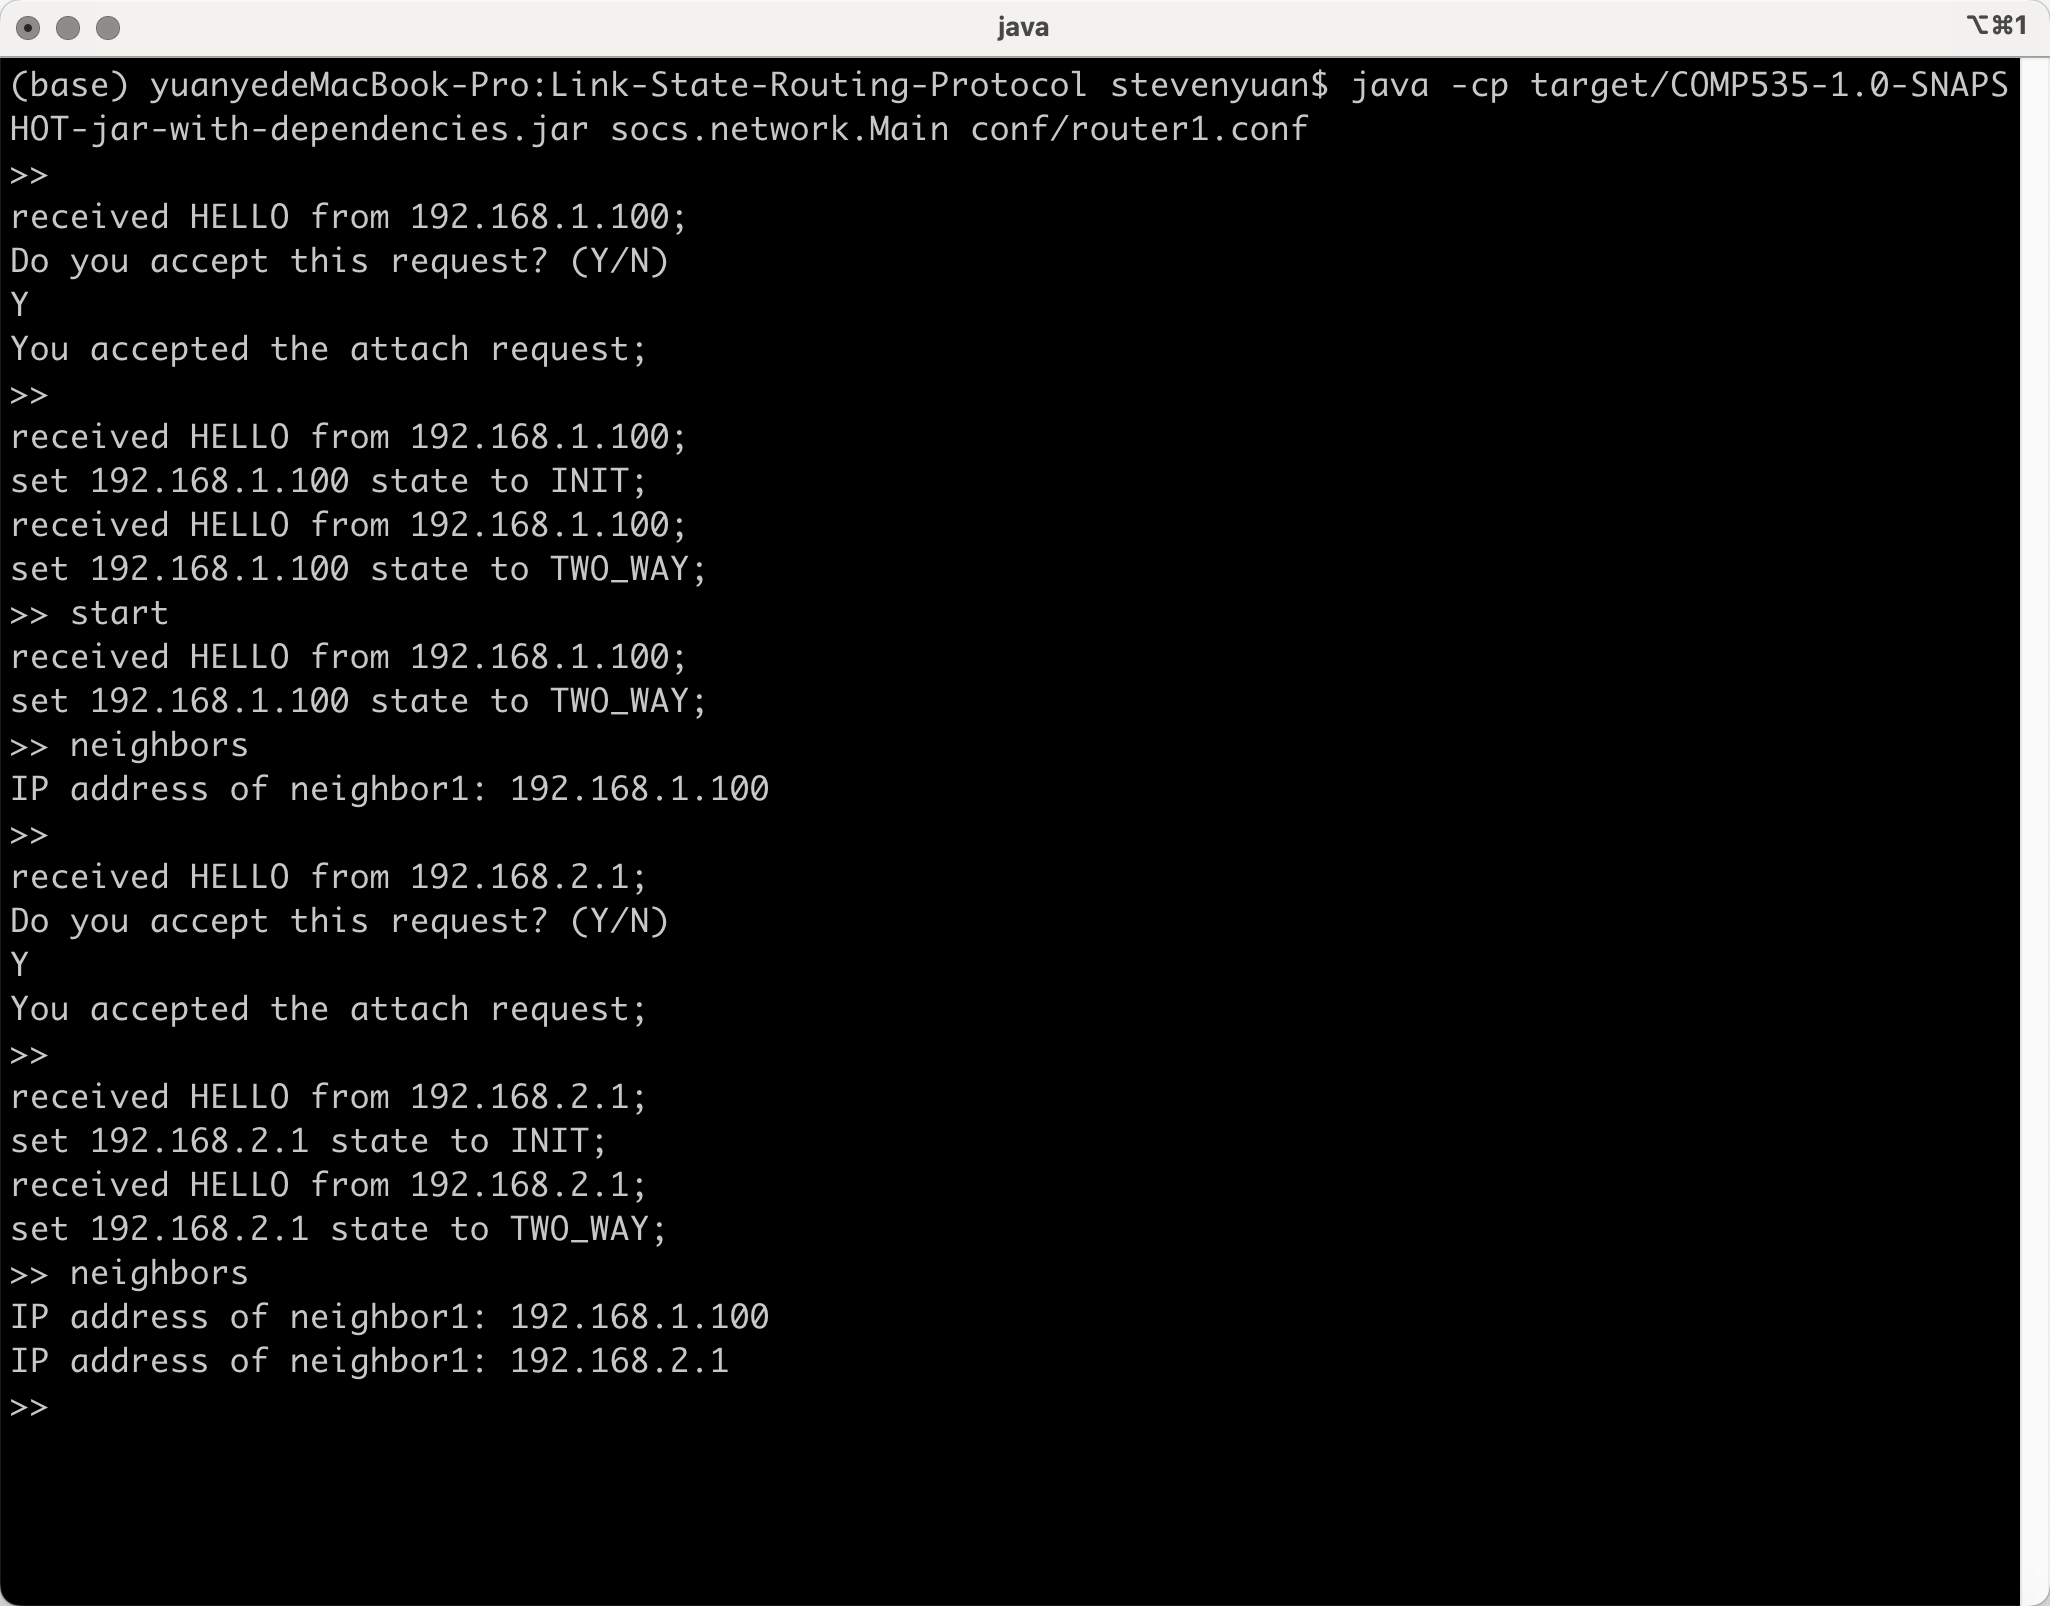 java
⌥⌘1
(base) yuanyedeMacBook-Pro:Link-State-Routing-Protocol stevenyuan$ java -cp target/COMP535-1.0-SNAPS
HOT-jar-with-dependencies.jar socs.network.Main conf/router1.conf
>>
received HELLO from 192.168.1.100;
Do you accept this request? (Y/N)
Y
You accepted the attach request;
>>
received HELLO from 192.168.1.100;
set 192.168.1.100 state to INIT;
received HELLO from 192.168.1.100;
set 192.168.1.100 state to TWO_WAY;
>> start
received HELLO from 192.168.1.100;
set 192.168.1.100 state to TWO_WAY;
>> neighbors
IP address of neighbor1: 192.168.1.100
>>
received HELLO from 192.168.2.1;
Do you accept this request? (Y/N)
Y
You accepted the attach request;
>>
received HELLO from 192.168.2.1;
set 192.168.2.1 state to INIT;
received HELLO from 192.168.2.1;
set 192.168.2.1 state to TWO_WAY;
>> neighbors
IP address of neighbor1: 192.168.1.100
IP address of neighbor1: 192.168.2.1
>>